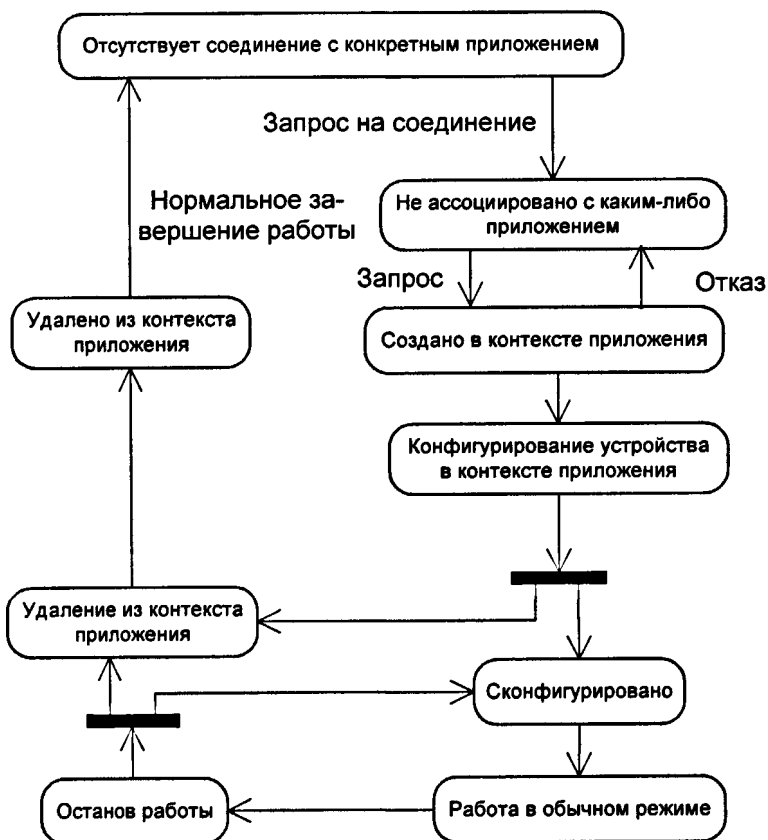 Отсутствует соединение с конкретным приложением
Запрос на соединение
Нормальное за-
вершение работы
Не ассоциировано с каким-либо
приложением
Запрос
Отказ
Удалено из контекста
приложения
Создано в контексте приложения
Конфигурирование устройства
в контексте приложения
Удаление из контекста
приложения
Сконфигурировано
Останов работы
Работа в обычном режиме